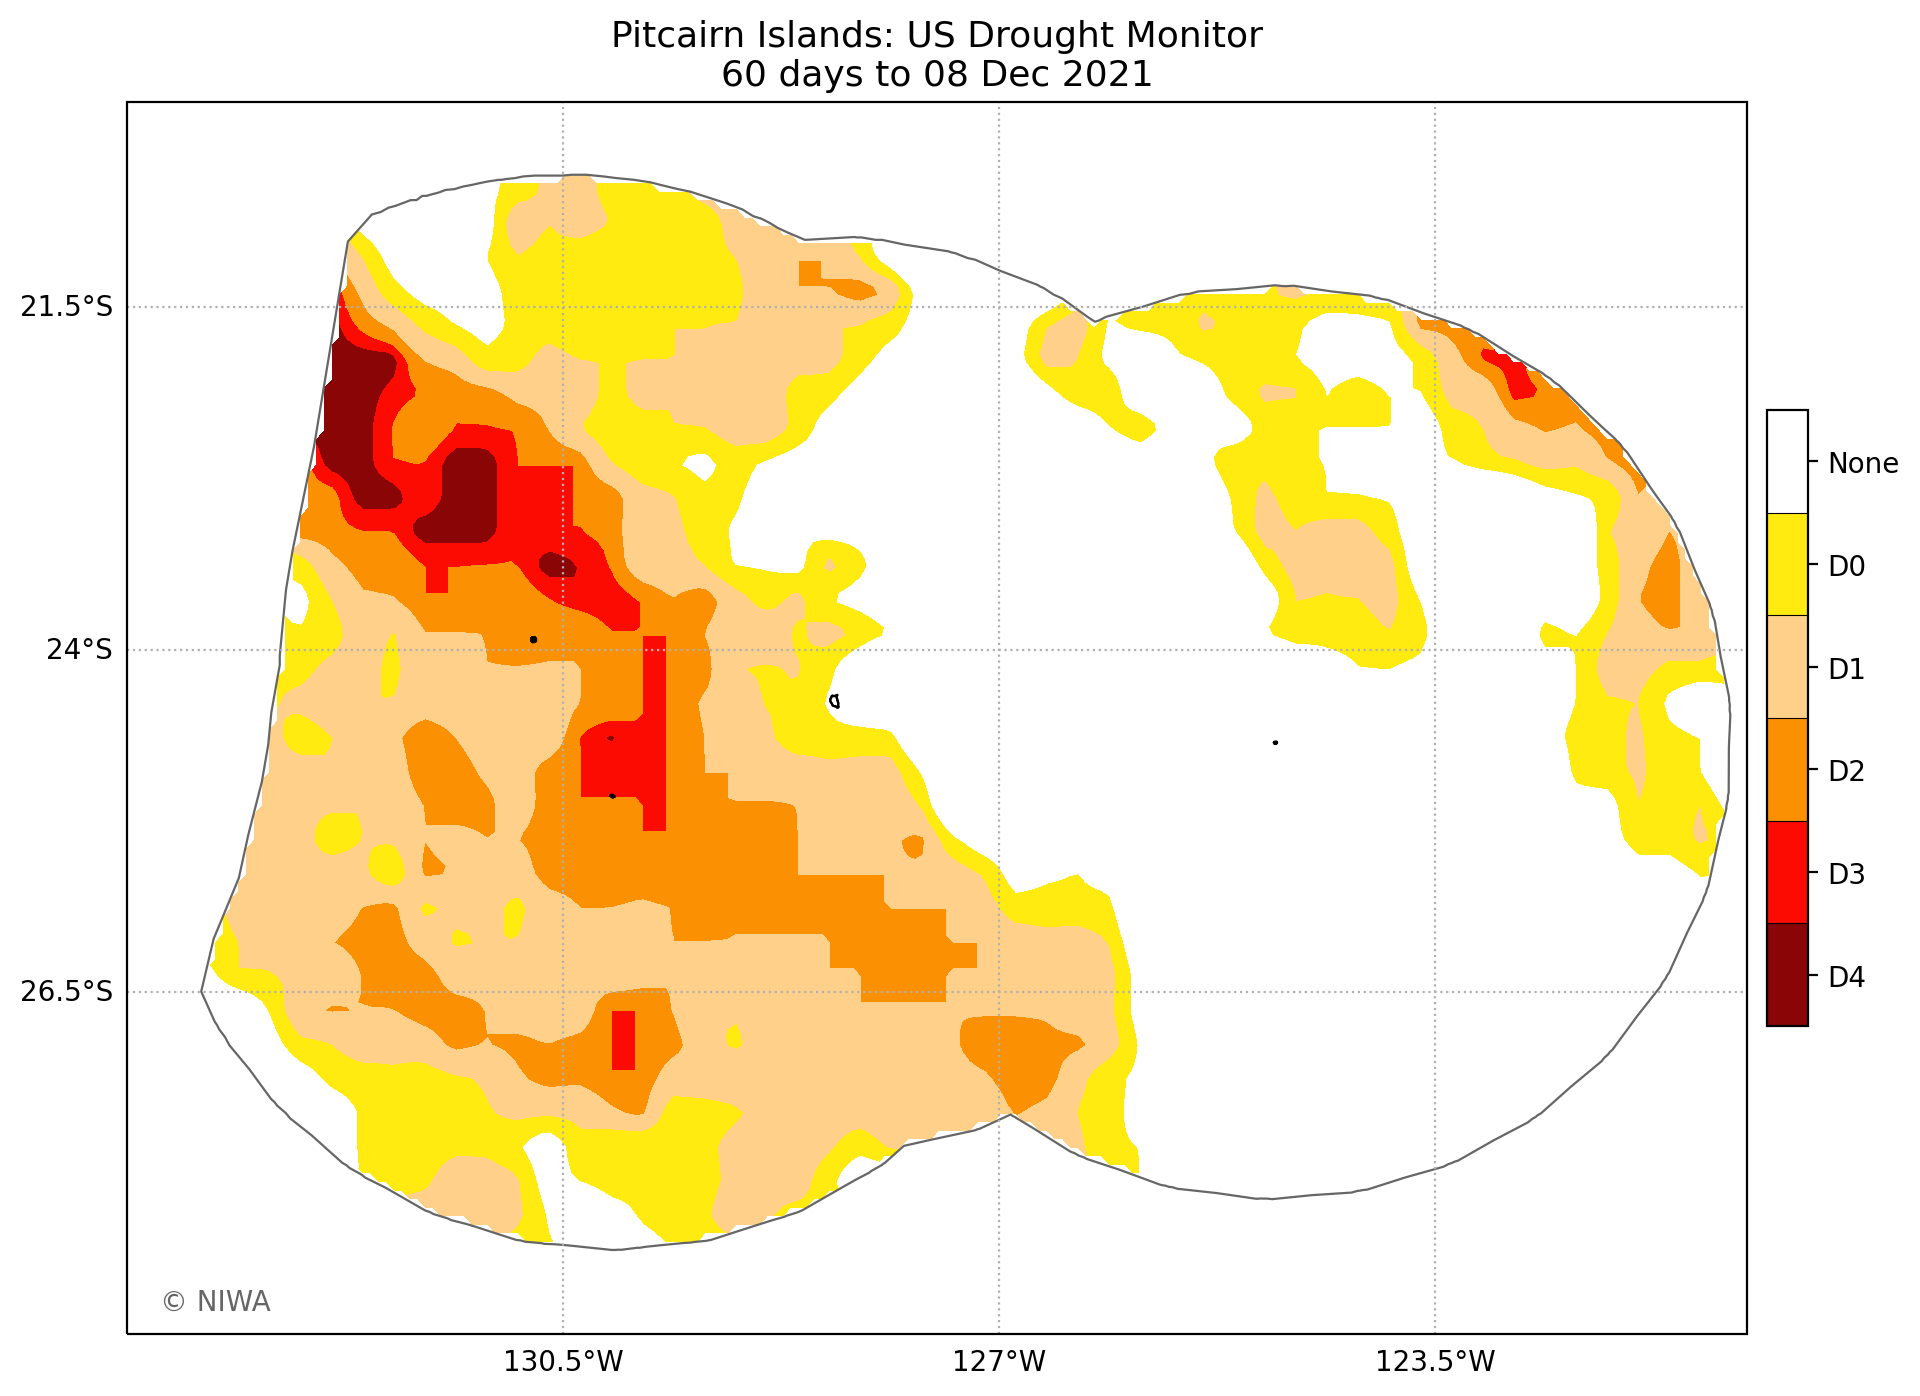 Pitcairn Islands: US Drought Monitor
60 days to 08 Dec 2021
21.5°S
24°S
26.5°S
130.5°W
127°W
123.5°W
None
D0
D1
D2
D3
D4
© NIWA